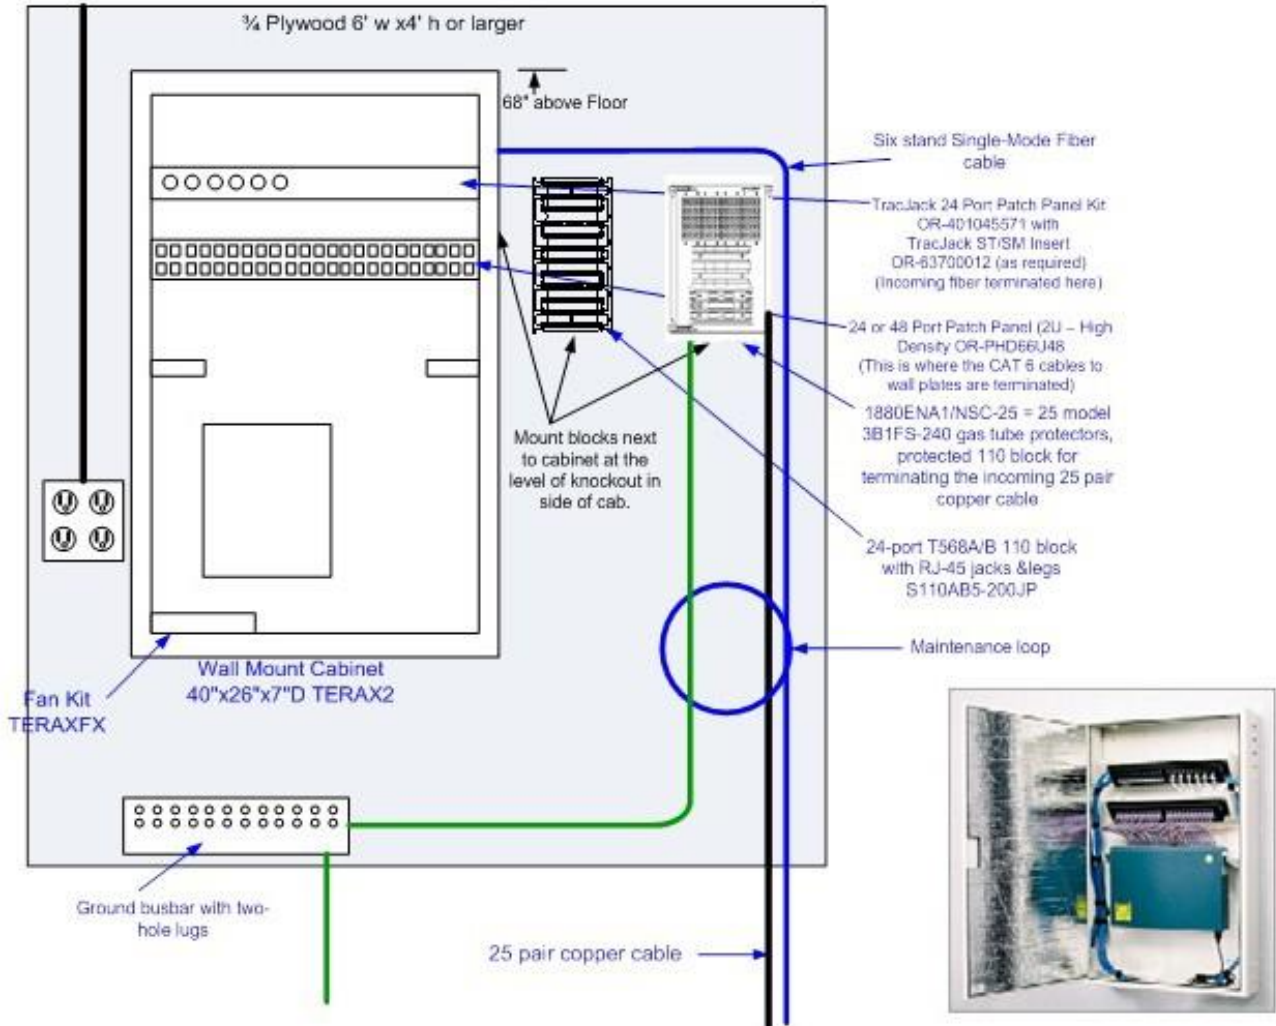 ¾ Plywood 6' w x4' h or larger
68" above Floor
Six stand Single-Mode Fiber
cable
TracJack 24 Port Patch Panel Kit
OR-401045571 with
TracJack ST/SM Insert
OR-63700012 (as required)
(Incoming fiber terminated here)
24 or 48 Port Patch Panel (2U – High
Density OR-PHD66U48
(This is where the CAT 6 cables to
wall plates are terminated)
1880ENA1/NSC-25 = 25 model
3B1FS-240 gas tube protectors,
protected 110 block for
terminating the incoming 25 pair
copper cable
Mount blocks next
to cabinet at the
level of knockout in
side of cab.
24-port T568A/B 110 block
with RJ-45 jacks &legs
S110AB5-200JP
Maintenance loop
Wall Mount Cabinet
40"x26"x7"D TERAX2
Fan Kit
TERAXFX
Ground busbar with two-
hole lugs
25 pair copper cable